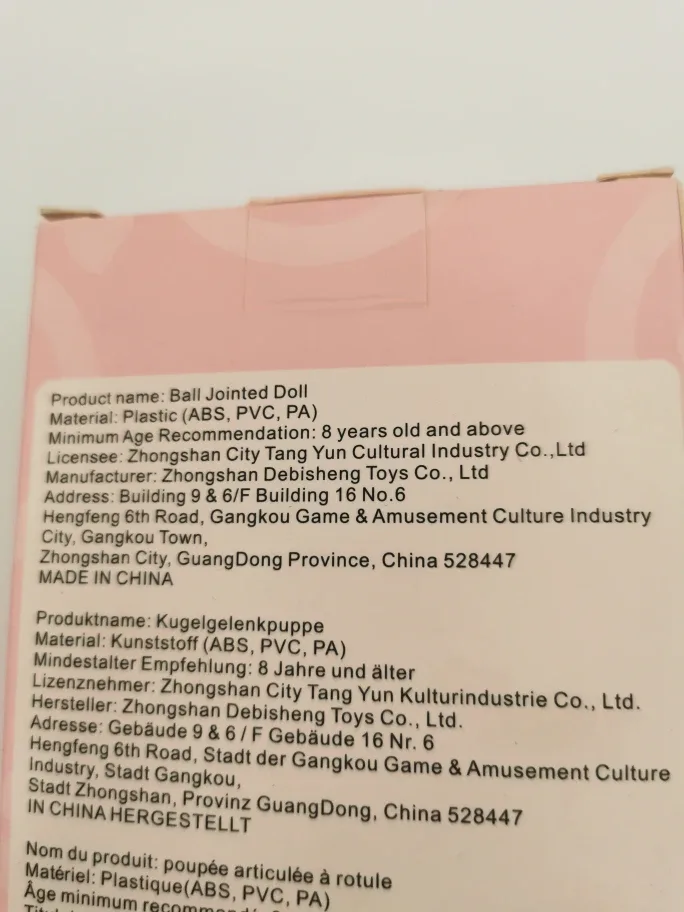 Product name: Ball Jointed Doll
Material: Plastic (ABS, PVC, PA)
Minimum Age Recommendation: 8 years old and above
Licensee: Zhongshan City Tang Yun Cultural Industry Co.,Ltd
Manufacturer: Zhongshan Debisheng Toys Co., Ltd
Address: Building 9 & 6/F Building 16 No.6
Hengfeng 6th Road, Gangkou Game & Amusement Culture Industry
City, Gangkou Town,
Zhongshan City, GuangDong Province, China 528447
MADE IN CHINA
Produktname: Kugelgelenkpuppe
Material: Kunststoff (ABS, PVC, PA)
Mindestalter Empfehlung: 8 Jahre und älter
Lizenznehmer: Zhongshan City Tang Yun Kulturindustrie Co., Ltd.
Hersteller: Zhongshan Debisheng Toys Co., Ltd.
Adresse: Gebäude 9 & 6 / F Gebäude 16 Nr. 6
Hengfeng 6th Road, Stadt der Gangkou Game & Amusement Culture
Industry, Stadt Gangkou,
Stadt Zhongshan, Provinz GuangDong, China 528447
IN CHINA HERGESTELLT
Nom du produit: poupée articulée à rotule
Matériel: Plastique(ABS, PVC, PA)
Âge minimum